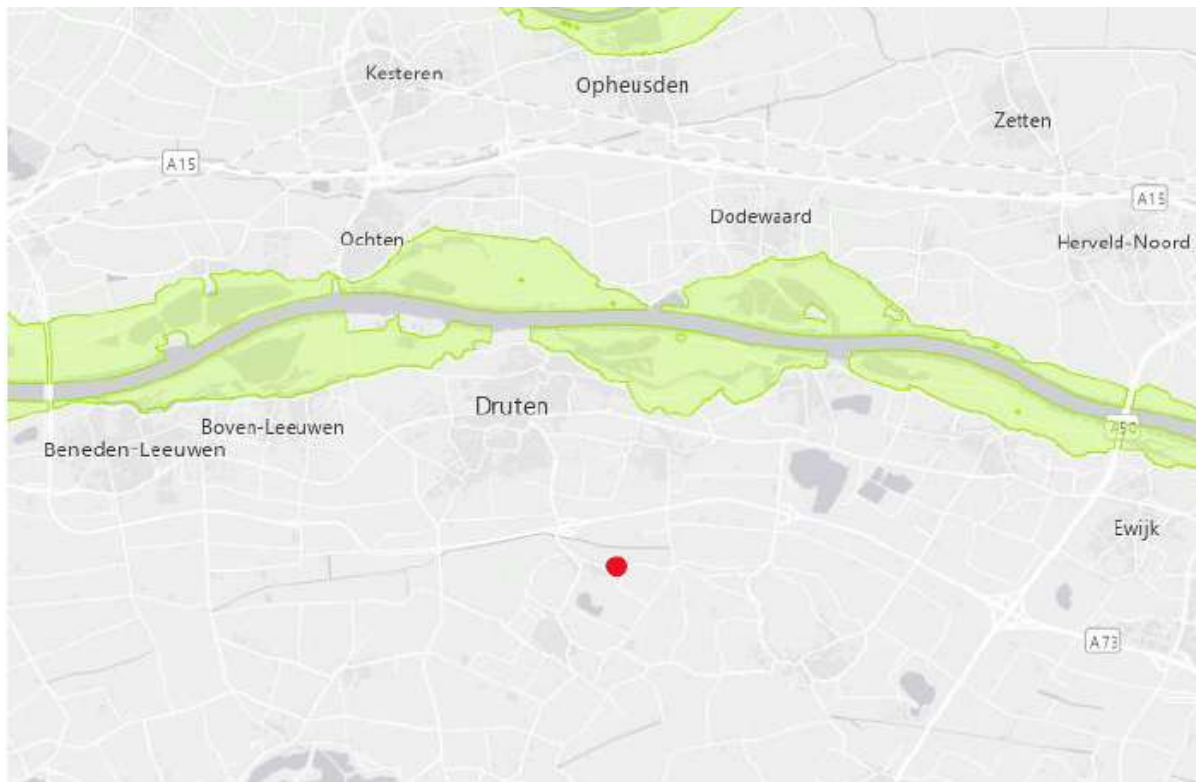 Kesteren
Opheusden
Zetten
A15
A15
Dodewaard
Ochten
Herveld-Noord
Druten
Boven-Leeuwen
A50
Beneden-Leeuwen
Ewijk
A73